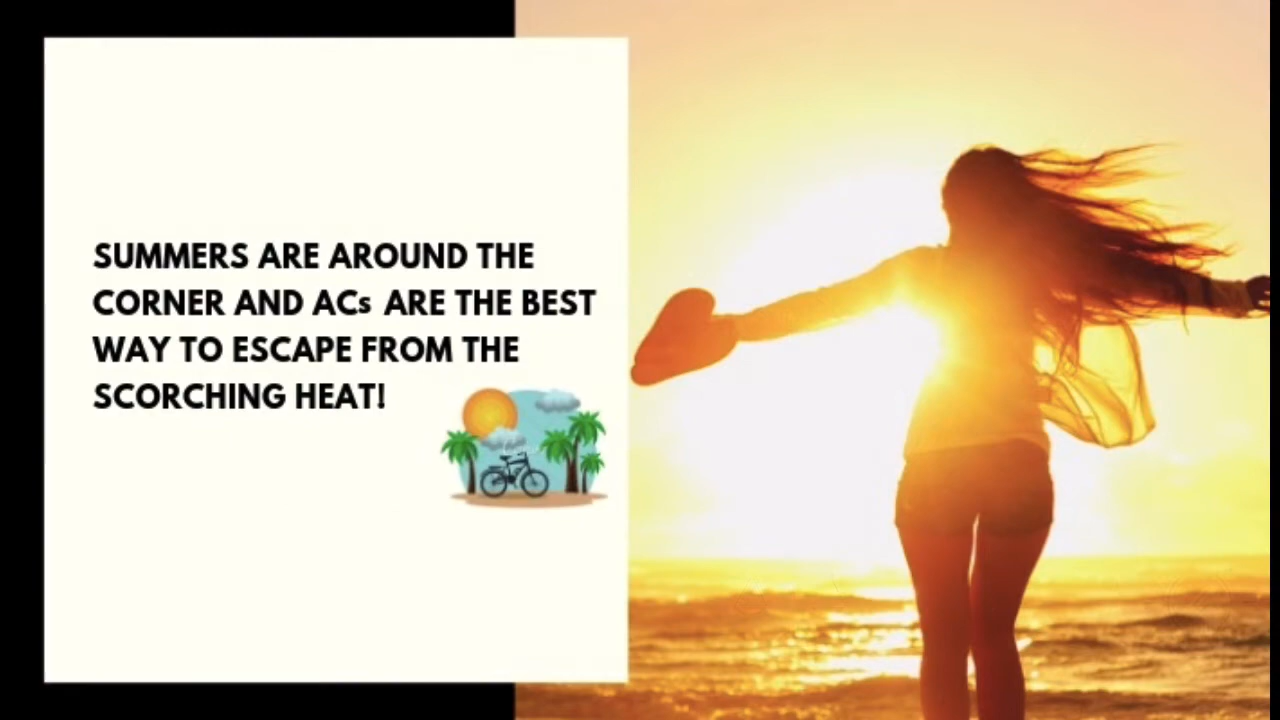 SUMMERS ARE AROUND THE
CORNER AND ACs ARE THE BEST
WAY TO ESCAPE FROM THE
SCORCHING HEAT!